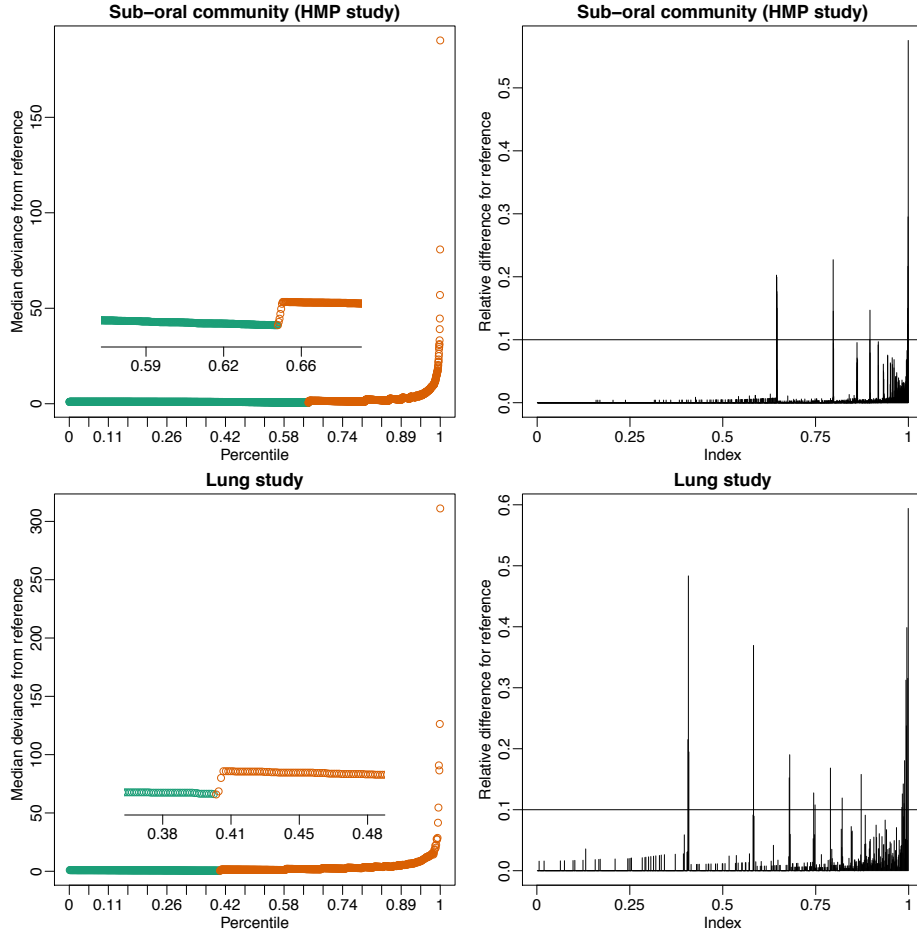 Sub−oral community (HMP study)
Median deviance from reference
0 50 100 150
0.59 0.62 0.66
0 0.11 0.26 0.42 0.58 0.74 0.89 1
Percentile
Sub−oral community (HMP study)
Relative difference for reference
0.0 0.1 0.2 0.3 0.4 0.5
0 0.25 0.75 1
Index
Lung study
Median deviance from reference
0 50 100 150 200 250 300
0.38 0.41 0.45 0.48
0 0.11 0.26 0.42 0.58 0.74 0.89 1
Percentile
Lung study
Relative difference for reference
0.0 0.1 0.2 0.3 0.4 0.5 0.6
0 0.25 0.75 1
Index